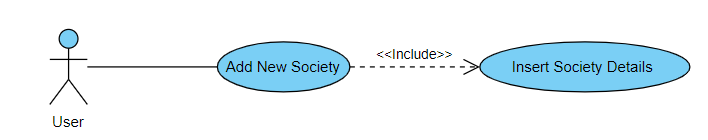 <<Include>>
Add New Society
Insert Society Details
User